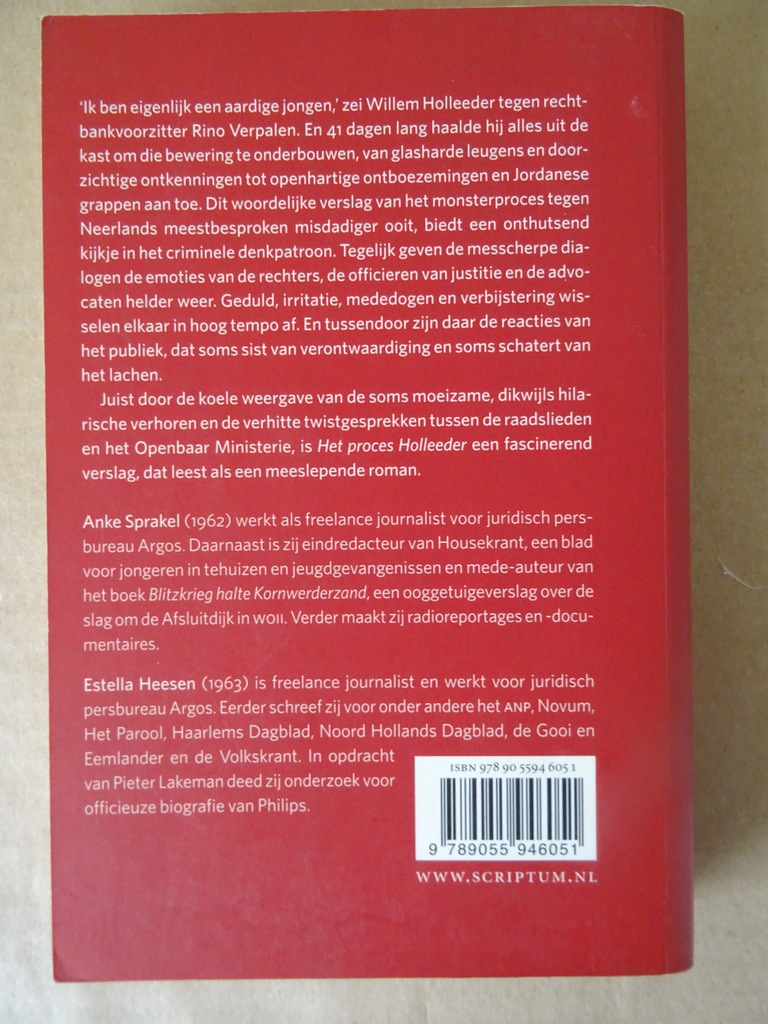 ‘Ik ben eigenlijk een aardige jongen,’ zei Willem Holleeder tegen recht-
bankvoorzitter Rino Verpalen. En 41 dagen lang haalde hij alles uit de
kast om die bewering te onderbouwen, van glasharde leugens en door-
zichtige ontkenningen tot openhartige ontboezemingen en Jordanese
grappen aan toe. Dit woordelijke verslag van het monsterproces tegen
Neerlands meestbesproken misdadiger ooit, biedt een onthutsend
kijkje in het criminele denkpatroon. Tegelijk geven de messcherpe dia-
logen de emoties van de rechters, de officieren van justitie en de advo-
caten helder weer. Geduld, irritatie, mededogen en verbijstering wis-
selen elkaar in hoog tempo af. En tussendoor zijn daar de reacties van
het publiek, dat soms sist van verontwaardiging en soms schatert van
het lachen.
Juist door de koele weergave van de soms moeizame, dikwijls hila-
rische verhoren en de verhitte twistgesprekken tussen de raadslieden
en het Openbaar Ministerie, is Het proces Holleeder een fascinerend
verslag, dat leest als een meeslepende roman.
Anke Sprakel (1962) werkt als freelance journalist voor juridisch pers-
bureau Argos. Daarnaast is zij eindredacteur van Housekrant, een blad
voor jongeren in tehuizen en jeugdgevangenissen en mede-auteur van
het boek Blitzkrieg halte Kornwerderzand, een ooggetuigeverslag over de
slag om de Afsluitdijk in WOII. Verder maakt zij radioreportages en -docu-
mentaires.
Estella Heesen (1963) is freelance journalist en werkt voor juridisch
persbureau Argos. Eerder schreef zij voor onder andere het ANP, Novum,
Het Parool, Haarlems Dagblad, Noord Hollands Dagblad, de Gooi en
Eemlander en de Volkskrant. In opdracht
van Pieter Lakeman deed zij onderzoek voor
officieuze biografie van Philips.
ISBN 978 90 5594 605 1
9 789055 946051
WWW.SCRIPTUM.NL